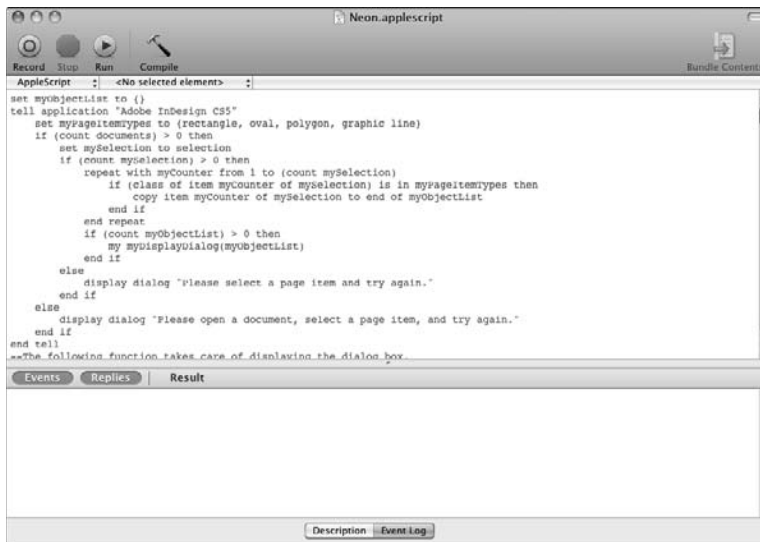 Neon.applescript
Record Stop Run Compile Bundle Contents
AppleScript <No selected element>
set myObjectList to {}
tell application "Adobe InDesign CS5"
set myPageItemTypes to {rectangle, oval, polygon, graphic line}
if (count documents) > 0 then
set mySelection to selection
if (count mySelection) > 0 then
repeat with myCounter from 1 to (count mySelection)
if (class of item myCounter of mySelection) is in myPageItemTypes then
copy item myCounter of mySelection to end of myObjectList
end if
end repeat
if (count myObjectList) > 0 then
my myDisplayDialog(myObjectList)
end if
else
display dialog "Please select a page item and try again."
end if
else
display dialog "Please open a document, select a page item, and try again."
end if
end tell
--The following function takes care of displaying the dialog box.
Events Replies Result
Description Event Log